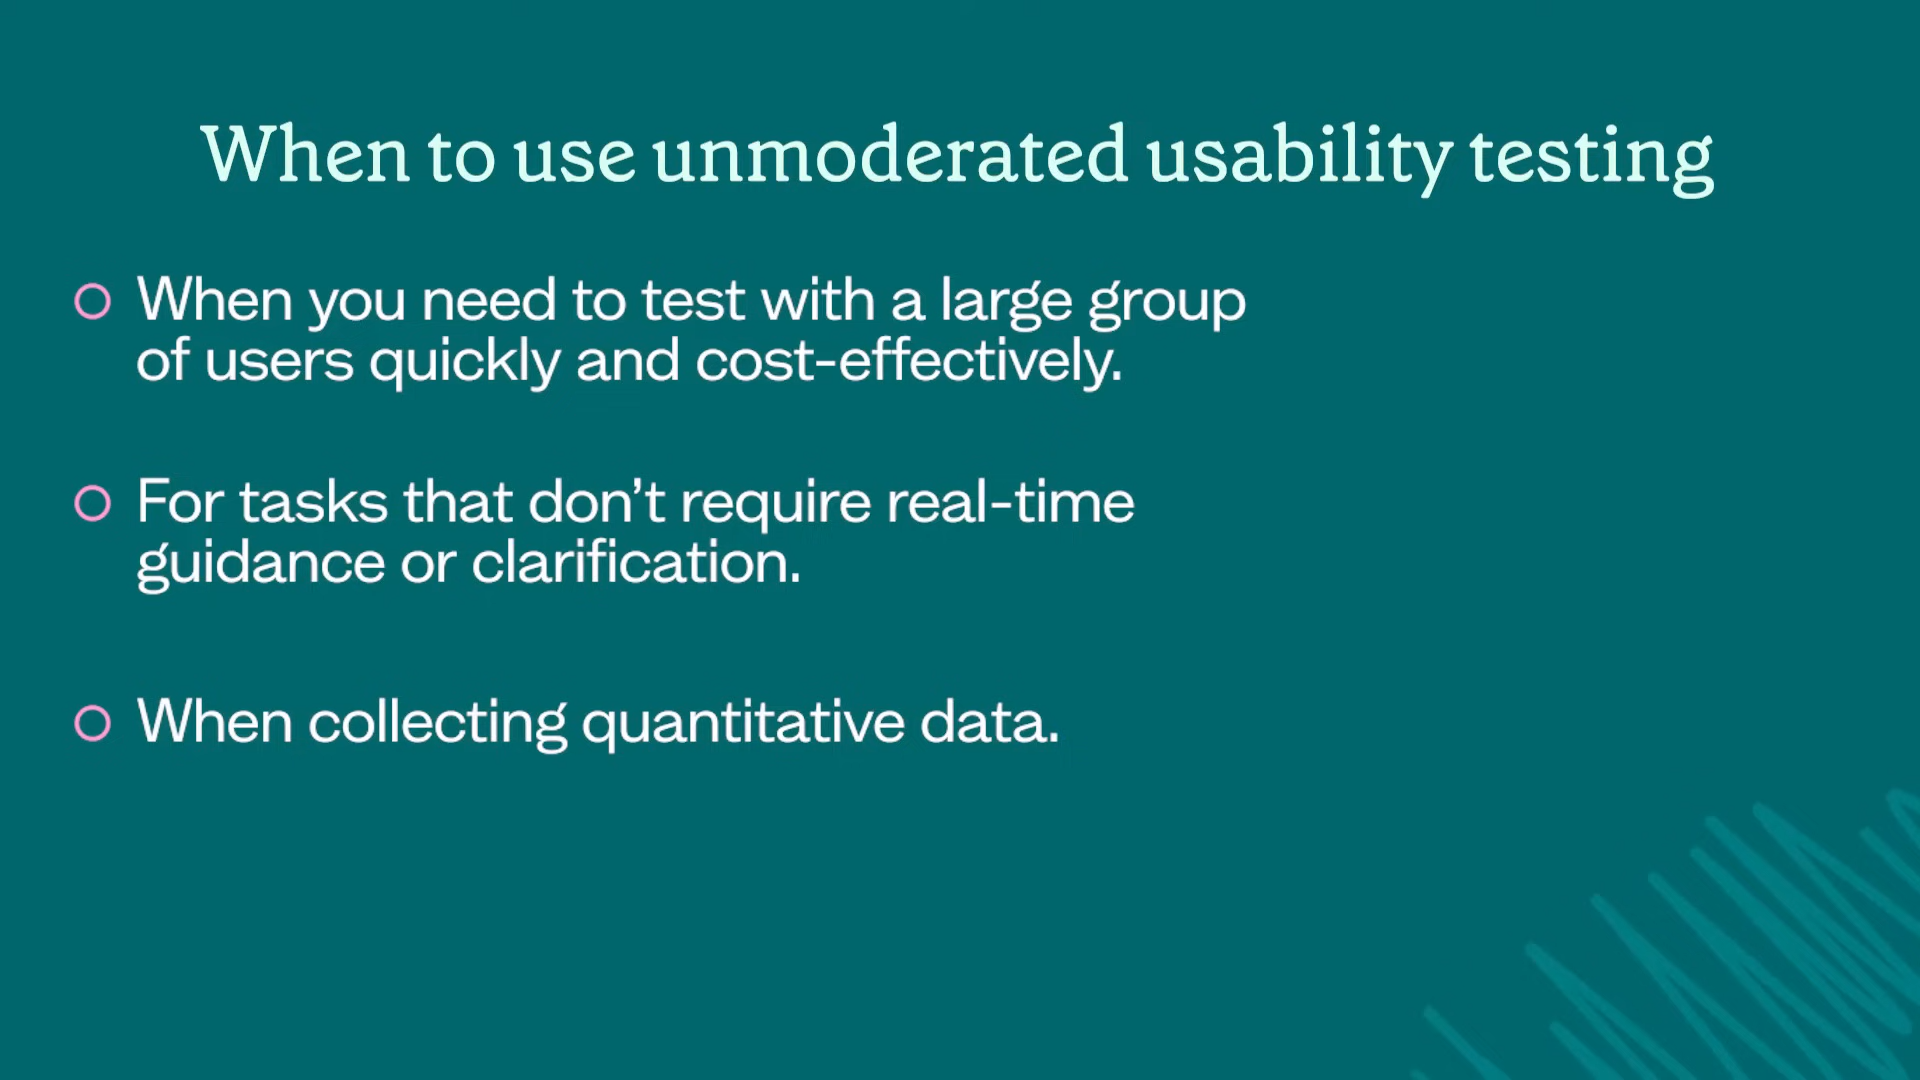 When to use unmoderated usability testing
When you need to test with a large group
of users quickly and cost-effectively.
For tasks that don’t require real-time
guidance or clarification.
When collecting quantitative data.